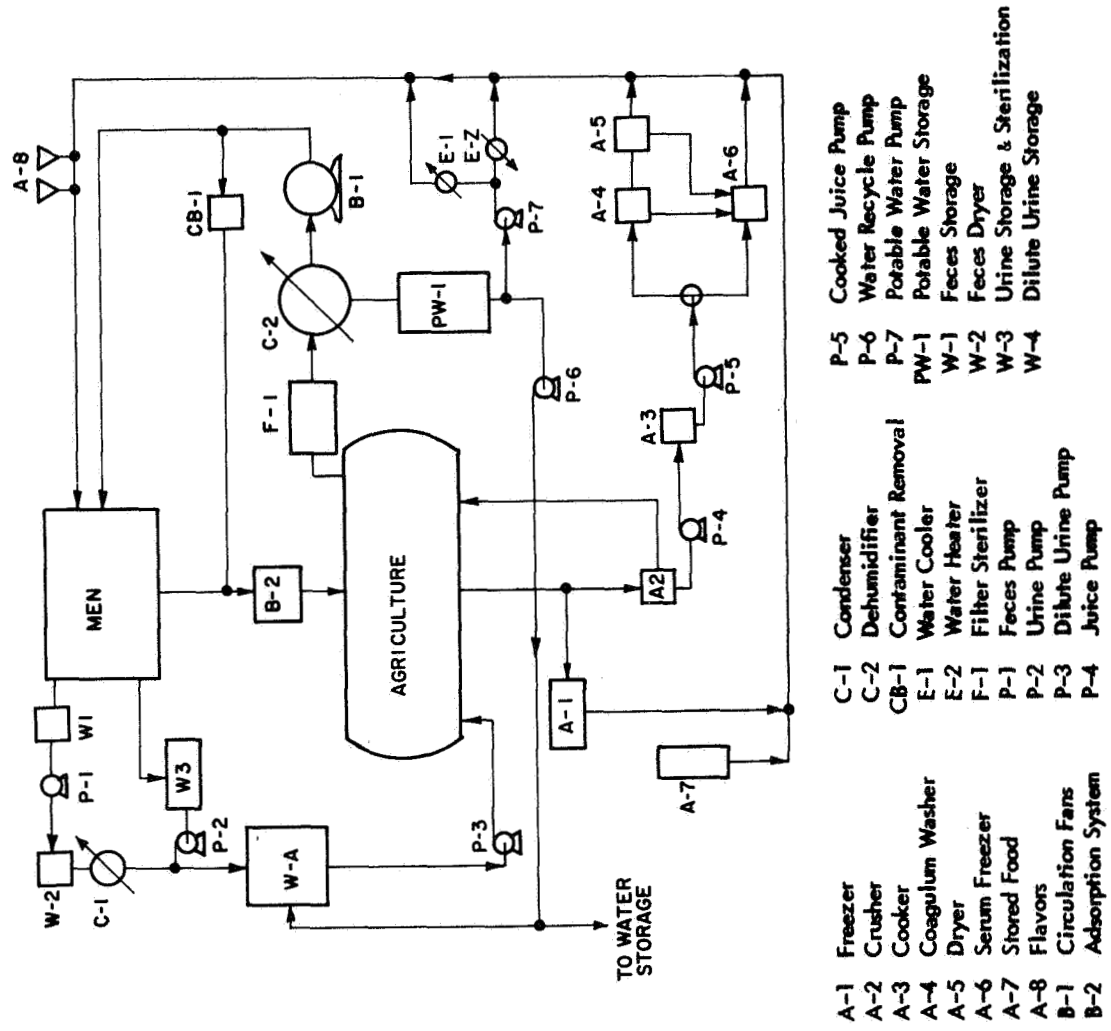 A-8
CB-1
B-1
C-2
F-1
PW-1
E-1
E-Z
P-7
A-5
A-4
A-6
P-6
P-5
A-3
P-4
A2
MEN
B-2
AGRICULTURE
W1
P-1
W3
P-2
W-2
C-1
W-A
P-3
A-1
A-7
TO WATER
STORAGE
A-1 Freezer
A-2 Crusher
A-3 Cooker
A-4 Coagulum Washer
A-5 Dryer
A-6 Serum Freezer
A-7 Stored Food
A-8 Flavors
B-1 Circulation Fans
B-2 Adsorption System
C-1 Condenser
C-2 Dehumidifier
CB-1 Contaminant Removal
E-1 Water Cooler
E-2 Water Heater
F-1 Filter Sterilizer
P-1 Feces Pump
P-2 Urine Pump
P-3 Dilute Urine Pump
P-4 Juice Pump
P-5 Cooked Juice Pump
P-6 Water Recycle Pump
P-7 Potable Water Pump
PW-1 Potable Water Storage
W-1 Feces Storage
W-2 Feces Dryer
W-3 Urine Storage & Sterilization
W-4 Dilute Urine Storage